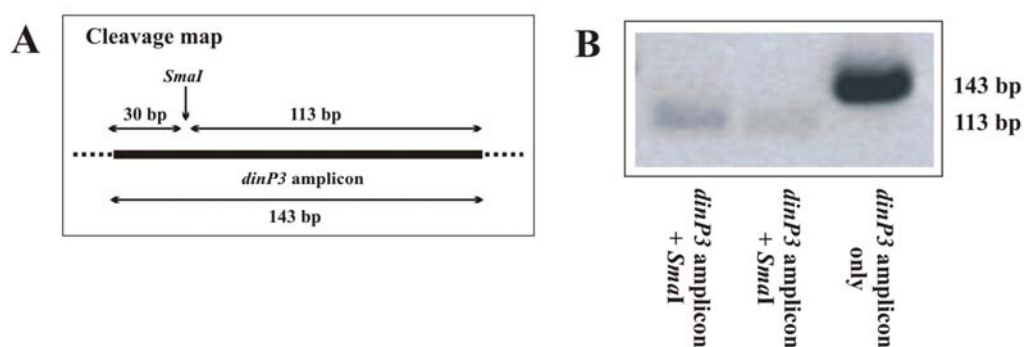 A
Cleavage map
SmaI
30 bp
113 bp
dinP3 amplicon
143 bp
B
143 bp
113 bp
dinP3 amplicon
+ SmaI
dinP3 amplicon
+ SmaI
dinP3 amplicon
only